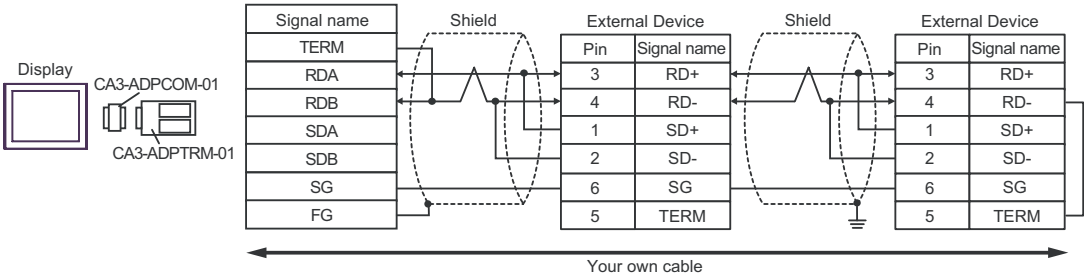 Display
CA3-ADPCOM-01
CA3-ADPTRM-01
Signal name
TERM
RDA
RDB
SDA
SDB
SG
FG
Shield
External Device
Pin Signal name
3 RD+
4 RD-
1 SD+
2 SD-
6 SG
5 TERM
Shield
External Device
Pin Signal name
3 RD+
4 RD-
1 SD+
2 SD-
6 SG
5 TERM
Your own cable